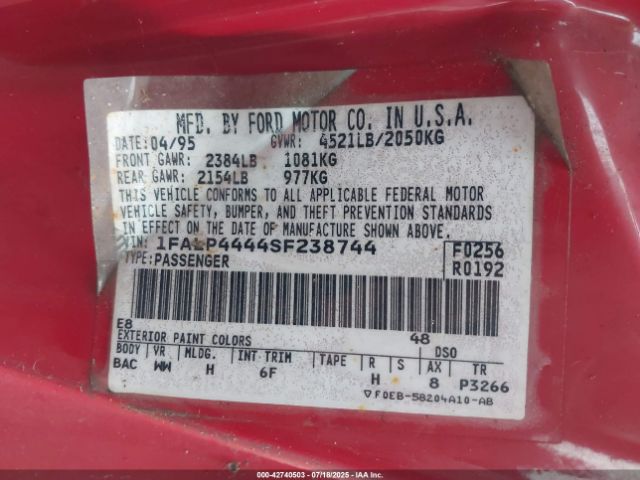 MFD. BY FORD MOTOR CO. IN U.S.A.
DATE: 04/95 GVWR: 4521LB/2050KG
FRONT GAWR: 2384LB 1081KG
REAR GAWR: 2154LB 977KG
THIS VEHICLE CONFORMS TO ALL APPLICABLE FEDERAL MOTOR
VEHICLE SAFETY, BUMPER, AND THEFT PREVENTION STANDARDS
IN EFFECT ON THE DATE OF MANUFACTURE SHOWN ABOVE.
VIN: 1FALP4444SF238744 F0256
TYPE: PASSENGER R0192
E8 48
EXTERIOR PAINT COLORS DSO
BODY VR MLDG. INT TRIM TAPE R S AX TR
BAC WW H 6F H 8 P3266
▽F0EB-58204A10-AB
000-42740503 - 07/18/2025 - IAAI.COM